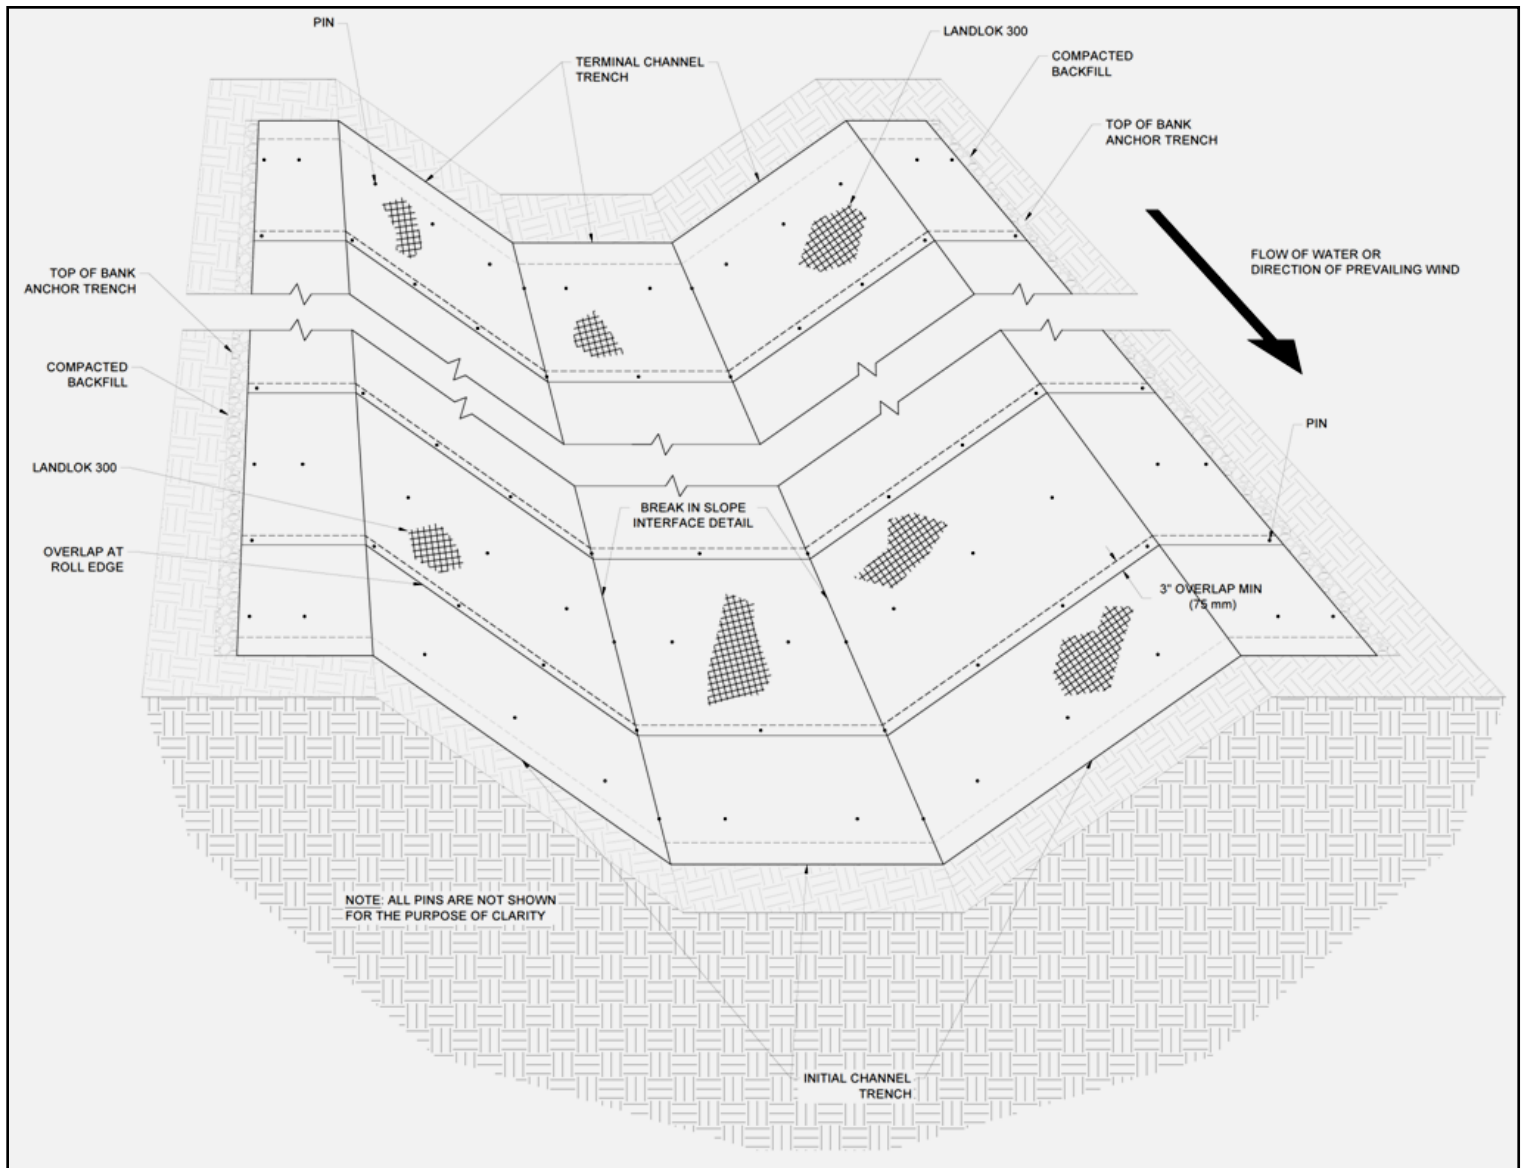 PIN
LANDLOK 300
TERMINAL CHANNEL
TRENCH
COMPACTED
BACKFILL
TOP OF BANK
ANCHOR TRENCH
FLOW OF WATER OR
DIRECTION OF PREVAILING WIND
TOP OF BANK
ANCHOR TRENCH
COMPACTED
BACKFILL
PIN
LANDLOK 300
BREAK IN SLOPE
INTERFACE DETAIL
OVERLAP AT
ROLL EDGE
3" OVERLAP MIN
(75 mm)
NOTE: ALL PINS ARE NOT SHOWN
FOR THE PURPOSE OF CLARITY
INITIAL CHANNEL
TRENCH